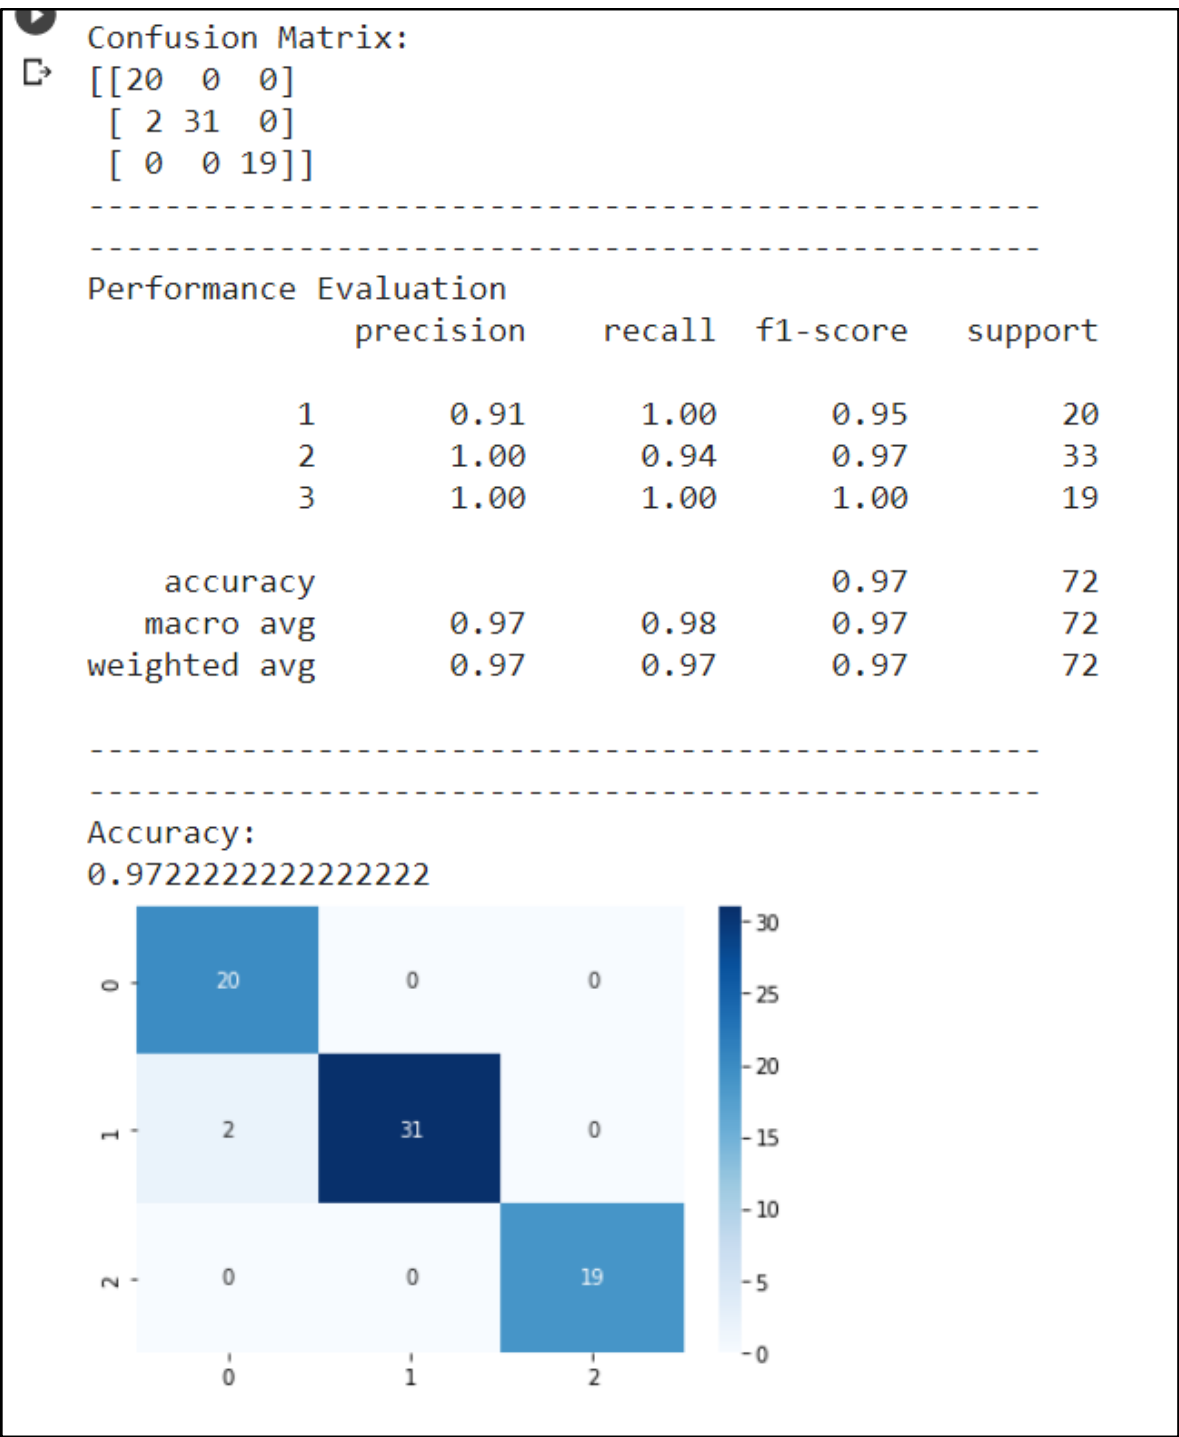 Confusion Matrix:
[[20  0  0]
 [ 2 31  0]
 [ 0  0 19]]
--------------------------------------------------
--------------------------------------------------
Performance Evaluation
              precision    recall  f1-score   support

           1       0.91      1.00      0.95        20
           2       1.00      0.94      0.97        33
           3       1.00      1.00      1.00        19

    accuracy                           0.97        72
   macro avg       0.97      0.98      0.97        72
weighted avg       0.97      0.97      0.97        72

--------------------------------------------------
--------------------------------------------------
Accuracy:
0.9722222222222222
30
0 20 0 0
25
20
1 2 31 0
15
10
2 0 0 19
5
0
0 1 2